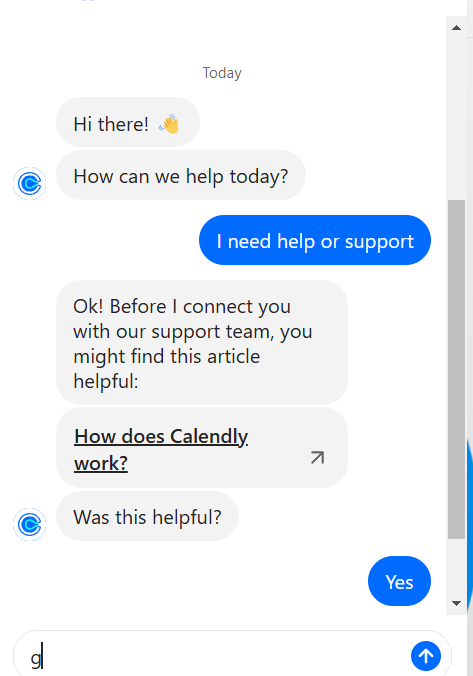 Today
Hi there! 👋
How can we help today?
I need help or support
Ok! Before I connect you
with our support team, you
might find this article
helpful:
How does Calendly
work?
Was this helpful?
Yes
g